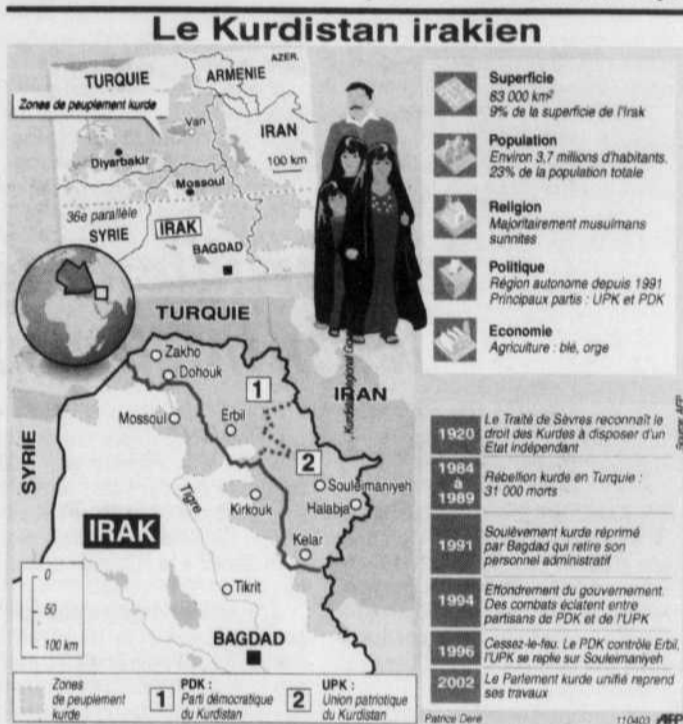 Le Kurdistan irakien
AZER.
TURQUIE
ARMENIE
Zones de peuplement kurde
Van
IRAN
Diyarbakir
100 km
Mossoul
36e parallèle
SYRIE
IRAK
BAGDAD
TURQUIE
Zakho
Dohouk
1
IRAN
Mossoul
Erbil
SYRIE
2
Souleimaniyeh
Tigre
Kirkouk
Halabja
IRAK
Kelar
0
50
100 km
Tikrit
BAGDAD
Zones
de peuplement
kurde
1
PDK :
Parti démocratique
du Kurdistan
2
UPK :
Union patriotique
du Kurdistan
Superficie
83 000 km²
9% de la superficie de l'Irak
Population
Environ 3,7 millions d'habitants.
23% de la population totale
Religion
Majoritairement musulmans
sunnites
Politique
Région autonome depuis 1991
Principaux partis : UPK et PDK
Economie
Agriculture : blé, orge
Source AFP
1920
Le Traité de Sèvres reconnaît le
droit des Kurdes à disposer d'un
Etat indépendant
1984
à
1989
Rébellion kurde en Turquie :
31 000 morts
1991
Soulèvement kurde réprimé
par Bagdad qui retire son
personnel administratif
1994
Effondrement du gouvernement.
Des combats éclatent entre
partisans de PDK et de l'UPK
1996
Cessez-le-feu. Le PDK contrôle Erbil,
l'UPK se replie sur Souleimaniyeh
2002
Le Parlement kurde unifié reprend
ses travaux
Patrice Deré
110403
AFP